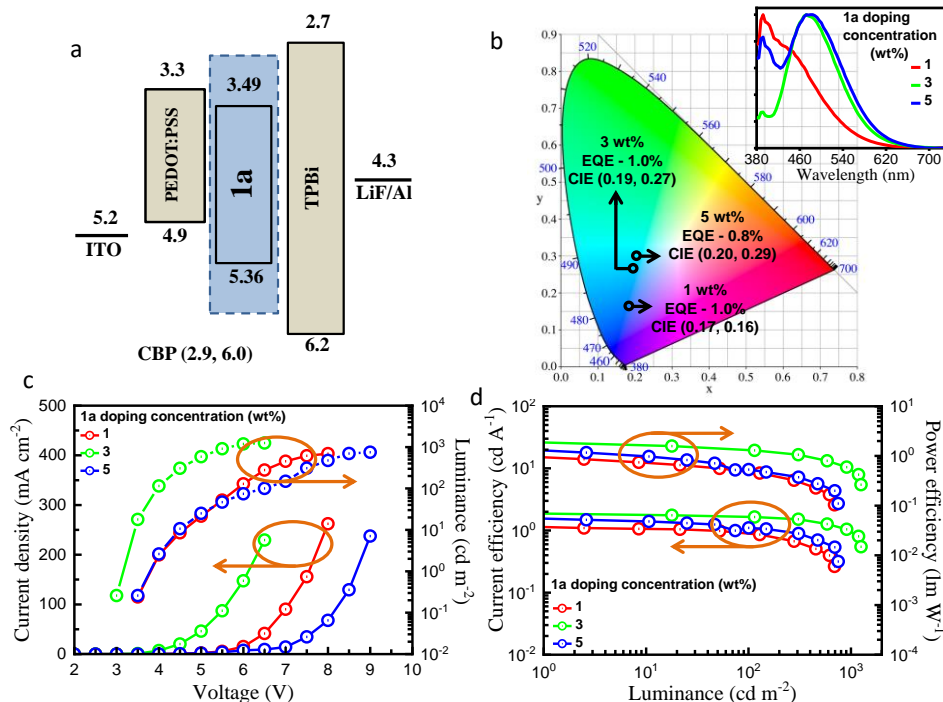 a
2.7
3.3
3.49
PEDOT:PSS
1a
TPBi
4.3
LiF/Al
5.2
ITO
4.9
5.36
6.2
CBP (2.9, 6.0)
b
0.9
0.8
0.7
0.6
500
0.5
y
0.4
0.3
0.2
0.1
0.0
0.0
0.1
0.2
0.3
0.4
0.5
0.6
0.7
0.8
x
520
540
560
580
600
620
700
490
480
470
460
380
3 wt%
EQE - 1.0%
CIE (0.19, 0.27)
5 wt%
EQE - 0.8%
CIE (0.20, 0.29)
1 wt%
EQE - 1.0%
CIE (0.17, 0.16)
1a doping
concentration
(wt%)
1
3
5
380 460 540 620 700
Wavelength (nm)
c
1a doping concentration (wt%)
1
3
5
500
400
300
200
100
0
Current density (mA cm⁻²)
2 3 4 5 6 7 8 9 10
Voltage (V)
10⁴
10³
10²
10¹
10⁰
10⁻¹
10⁻²
Luminance (cd m⁻²)
d
10²
10¹
10⁰
10⁻¹
10⁻²
Current efficiency (cd A⁻¹)
1a doping concentration (wt%)
1
3
5
10⁰ 10¹ 10² 10³
Luminance (cd m⁻²)
10¹
10⁰
10⁻¹
10⁻²
10⁻³
10⁻⁴
Power efficiency (lm W⁻¹)